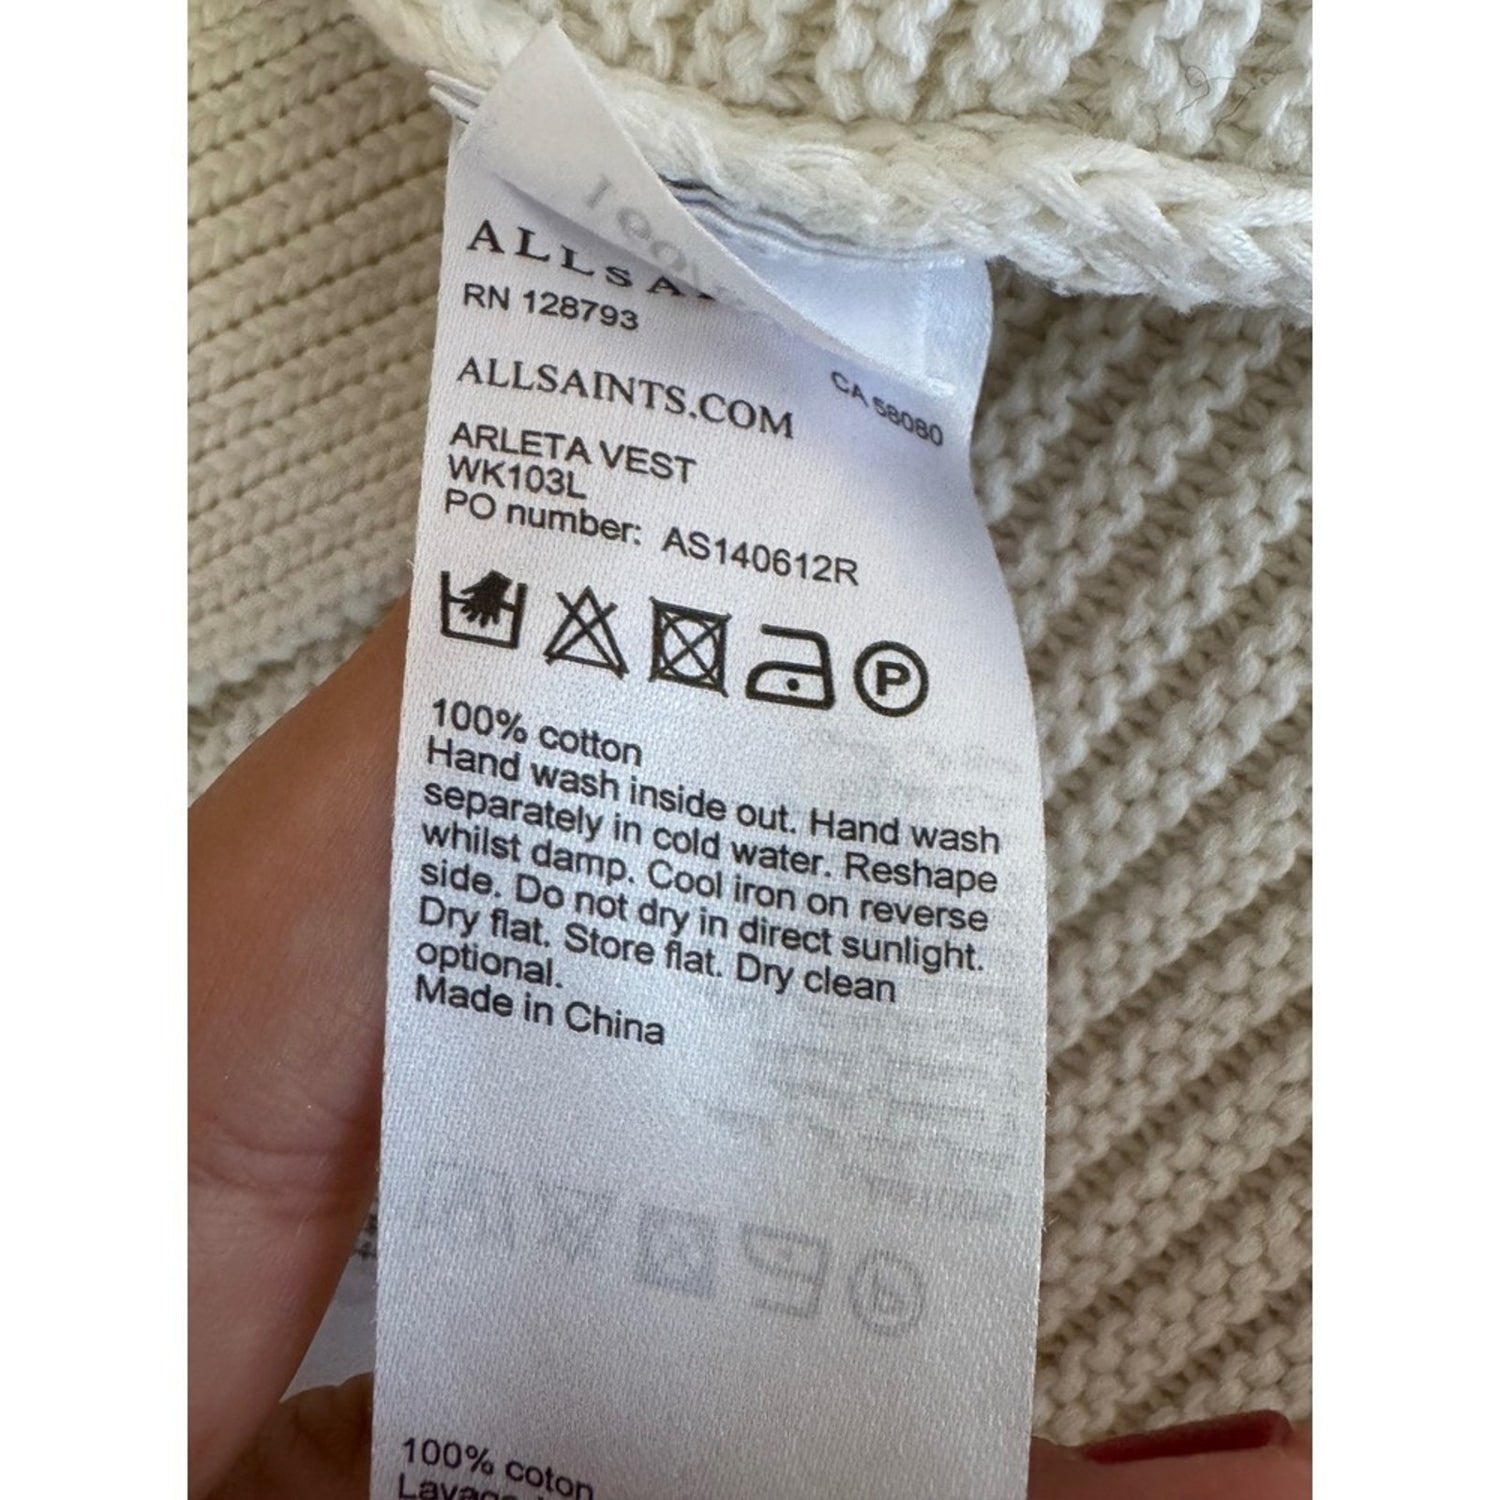 RN 128793
CA 58080
ALLSAINTS.COM
ARLETA VEST
WK103L
PO number: AS140612R
P
100% cotton
Hand wash inside out. Hand wash
separately in cold water. Reshape
whilst damp. Cool iron on reverse
side. Do not dry in direct sunlight.
Dry flat. Store flat. Dry clean
optional.
Made in China
100% coton